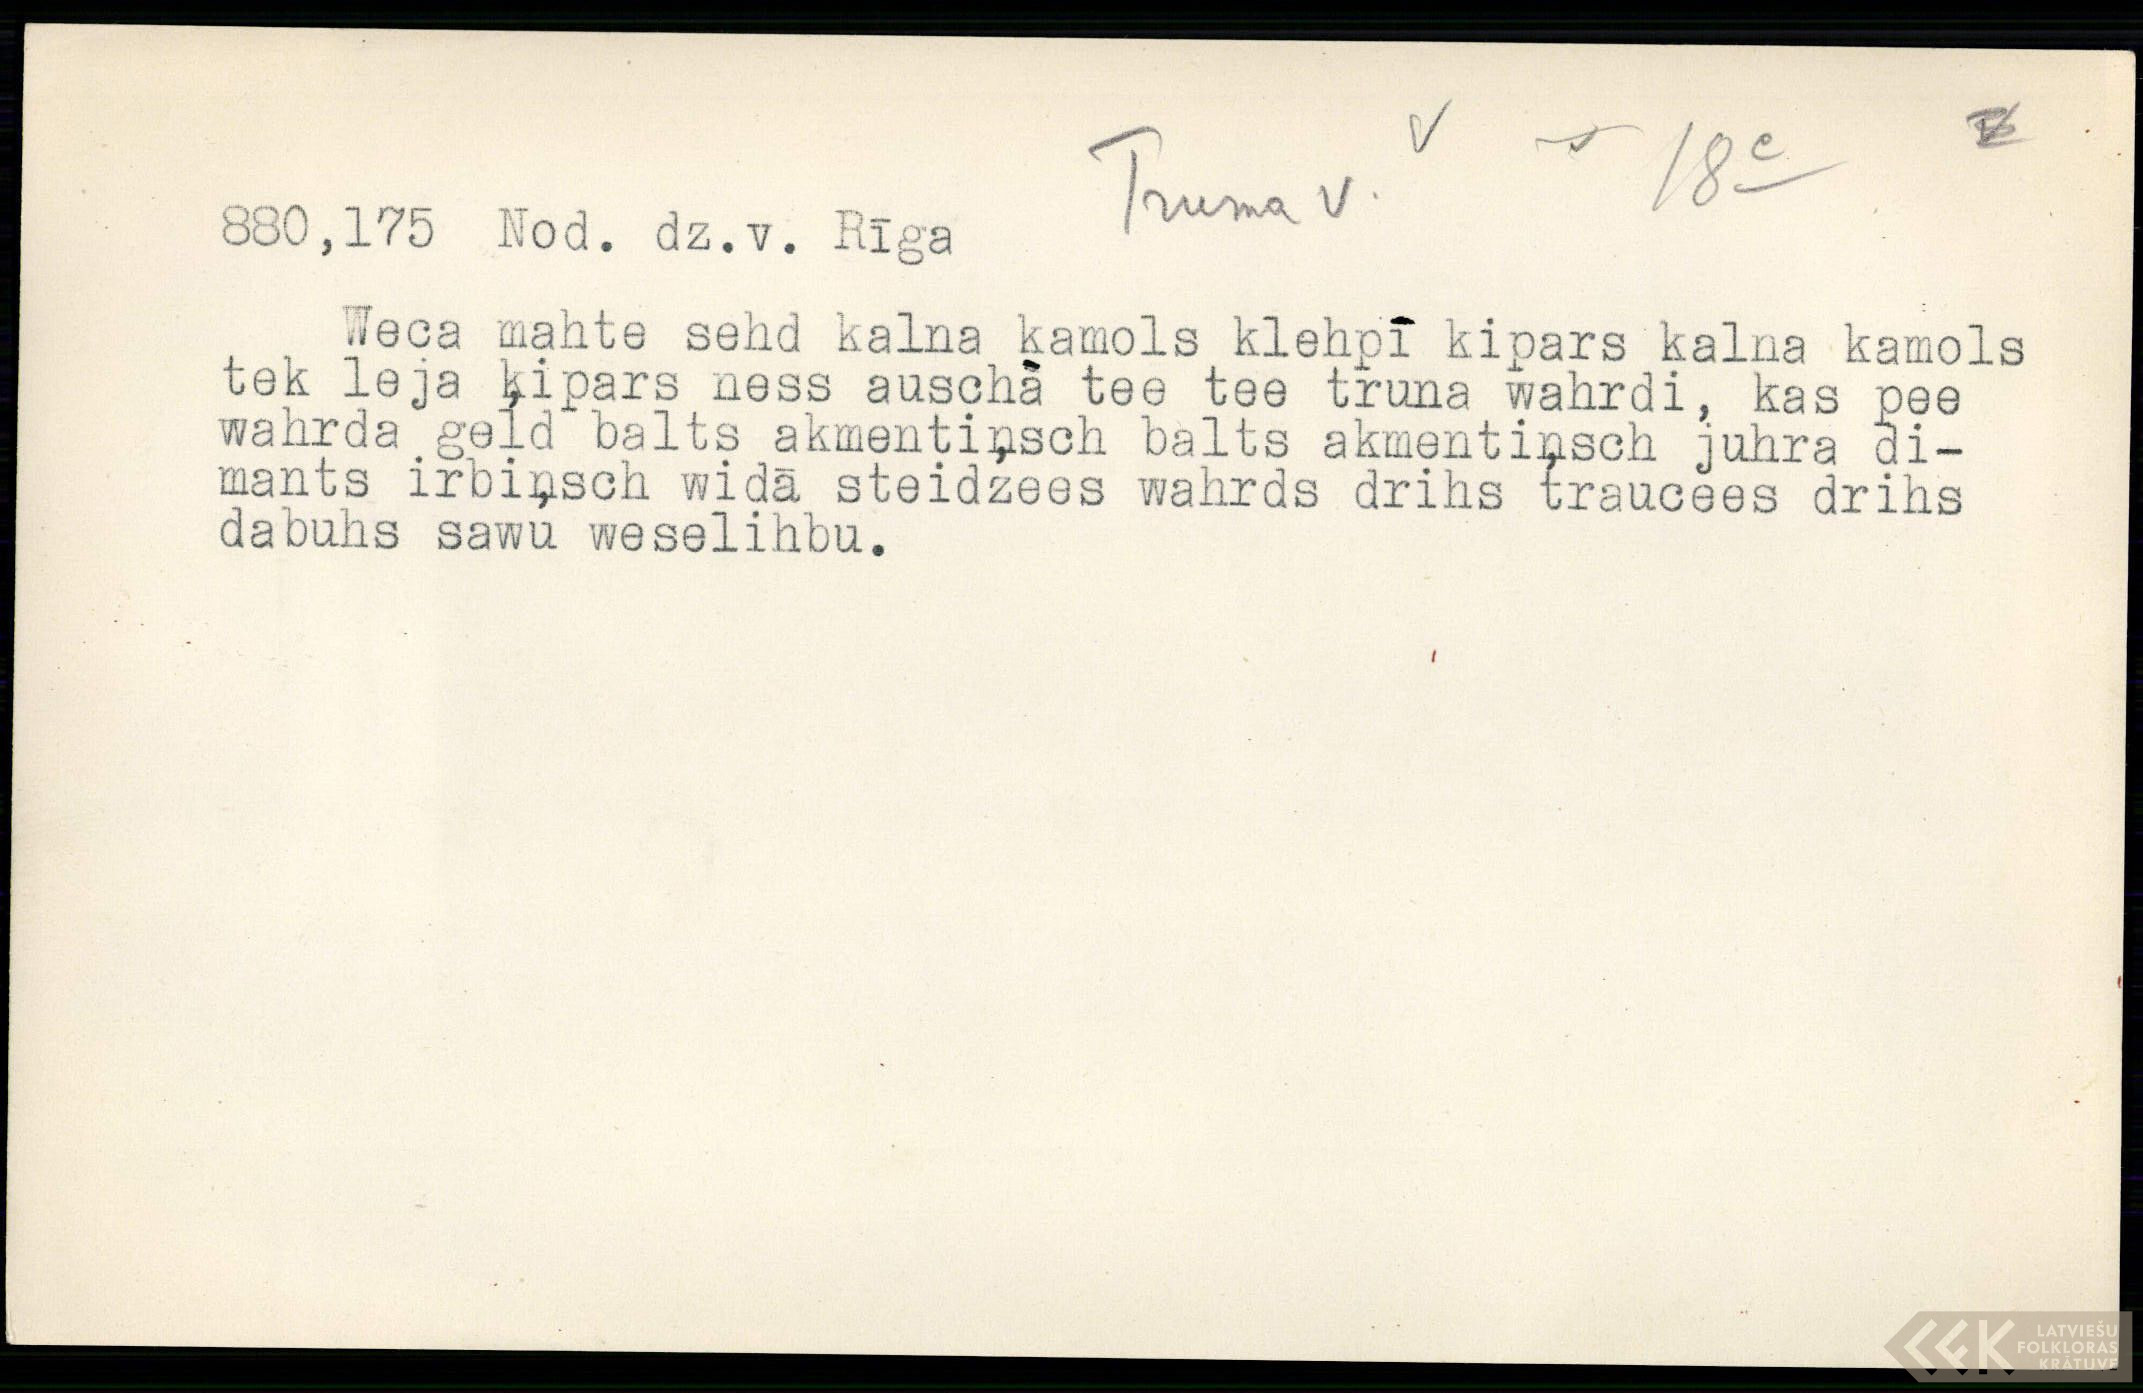 Truma v. v 18c
880,175 Nod. dz.v. Rīga
Weca mahte sehd kalna kamols klehpī kipars kalna kamols
tek leja ķipars ness auschā tee tee truna wahrdi, kas pee
wahrda geld balts akmentiņsch balts akmentiņsch juhra di-
mants irbiņsch widā steidzees wahrds drihs traucees drihs
dabuhs sawu weselihbu.
LATVIEŠU
FOLKLORAS
KRĀTUVE